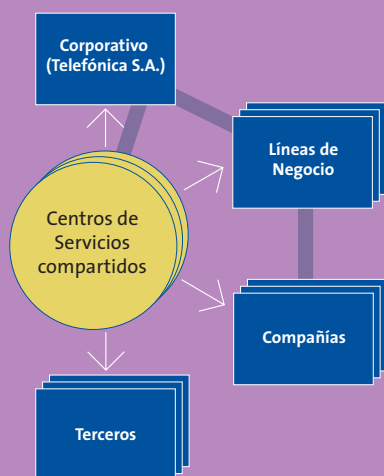 Corporativo
(Telefónica S.A.)
Líneas de
Negocio
Centros de
Servicios
compartidos
Compañías
Terceros